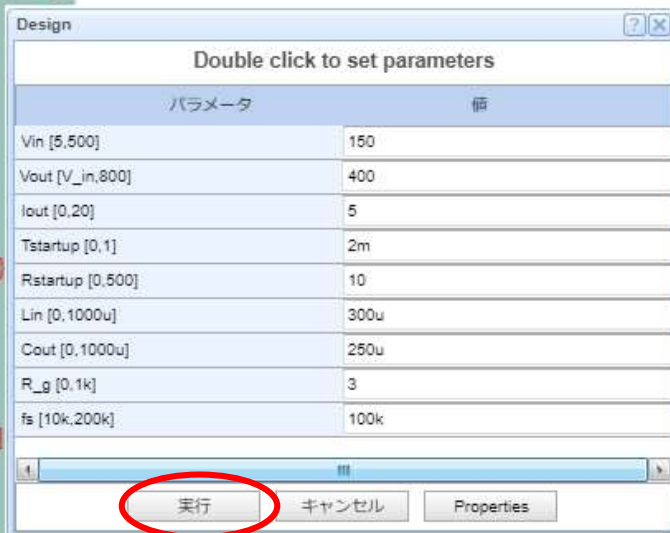 Design
Double click to set parameters
パラメータ 値
Vin [5,500] 150
Vout [V_in,800] 400
Iout [0,20] 5
Tstartup [0,1] 2m
Rstartup [0,500] 10
Lin [0,1000u] 300u
Cout [0,1000u] 250u
R_g [0,1k] 3
fs [10k,200k] 100k
実行 キャンセル Properties